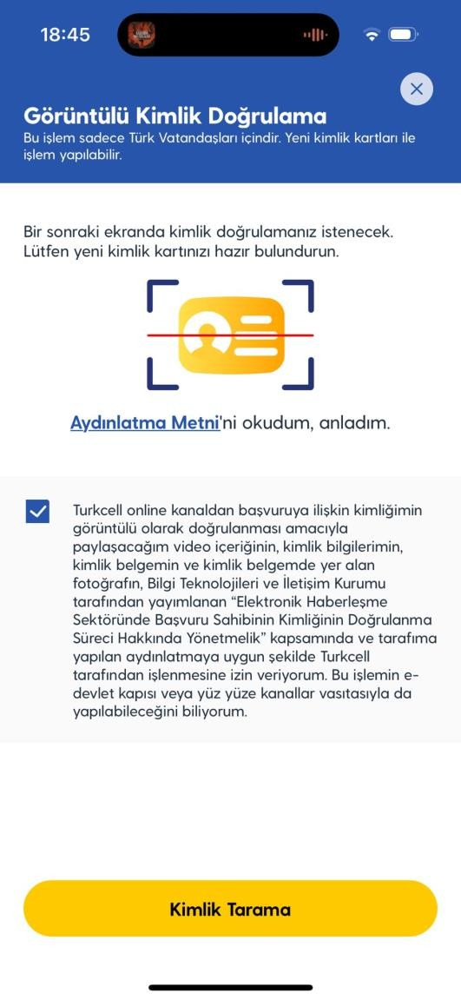 18:45
Görüntülü Kimlik Doğrulama
Bu işlem sadece Türk Vatandaşları içindir. Yeni kimlik kartları ile
işlem yapılabilir.
Bir sonraki ekranda kimlik doğrulamanız istenecek.
Lütfen yeni kimlik kartınızı hazır bulundurun.
Aydınlatma Metni'ni okudum, anladım.
Turkcell online kanaldan başvuruya ilişkin kimliğimin
görüntülü olarak doğrulanması amacıyla
paylaşacağım video içeriğinin, kimlik bilgilerimin,
kimlik belgemin ve kimlik belgemde yer alan
fotoğrafın, Bilgi Teknolojileri ve İletişim Kurumu
tarafından yayımlanan “Elektronik Haberleşme
Sektöründe Başvuru Sahibinin Kimliğinin Doğrulanma
Süreci Hakkında Yönetmelik” kapsamında ve tarafıma
yapılan aydınlatmaya uygun şekilde Turkcell
tarafından işlenmesine izin veriyorum. Bu işlemin e-
devlet kapısı veya yüz yüze kanallar vasıtasıyla da
yapılabileceğini biliyorum.
Kimlik Tarama